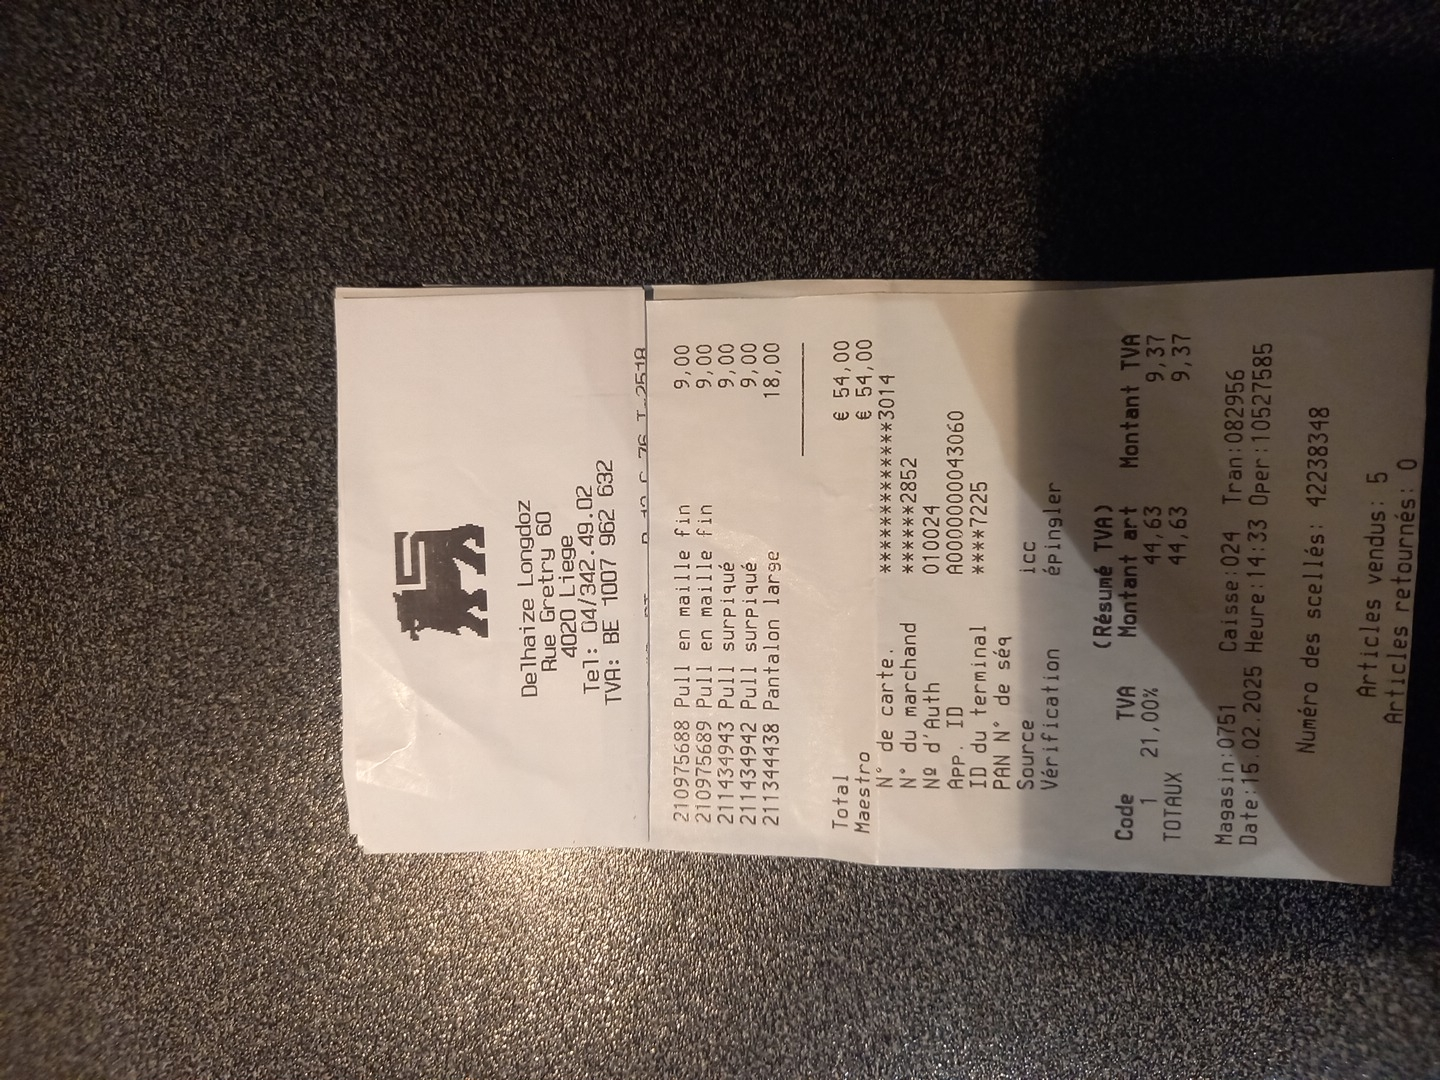 Delhaize Longdoz
Rue Gretry 60
4020 Liege
Tel: 04/342.49.02
TVA: BE 1007 962 632
210975688 Pull en maille fin 9,00
210975689 Pull en maille fin 9,00
211434943 Pull surpiqué 9,00
211434942 Pull surpiqué 9,00
211344438 Pantalon large 18,00
Total € 54,00
Maestro € 54,00
N° de carte. ***************3014
N° du marchand ******2852
Nº d'Auth 010024
App. ID A0000000043060
ID du terminal ****7225
PAN N° de séq
Source icc
Vérification épingler
(Résumé TVA)
Code TVA Montant art Montant TVA
1 21,00% 44,63 9,37
TOTAUX 44,63 9,37
Magasin:0751 Caisse:024 Tran:082956
Date:15.02.2025 Heure:14:33 Oper:10527585
Numéro des scellés: 42238348
Articles vendus: 5
Articles retournés: 0